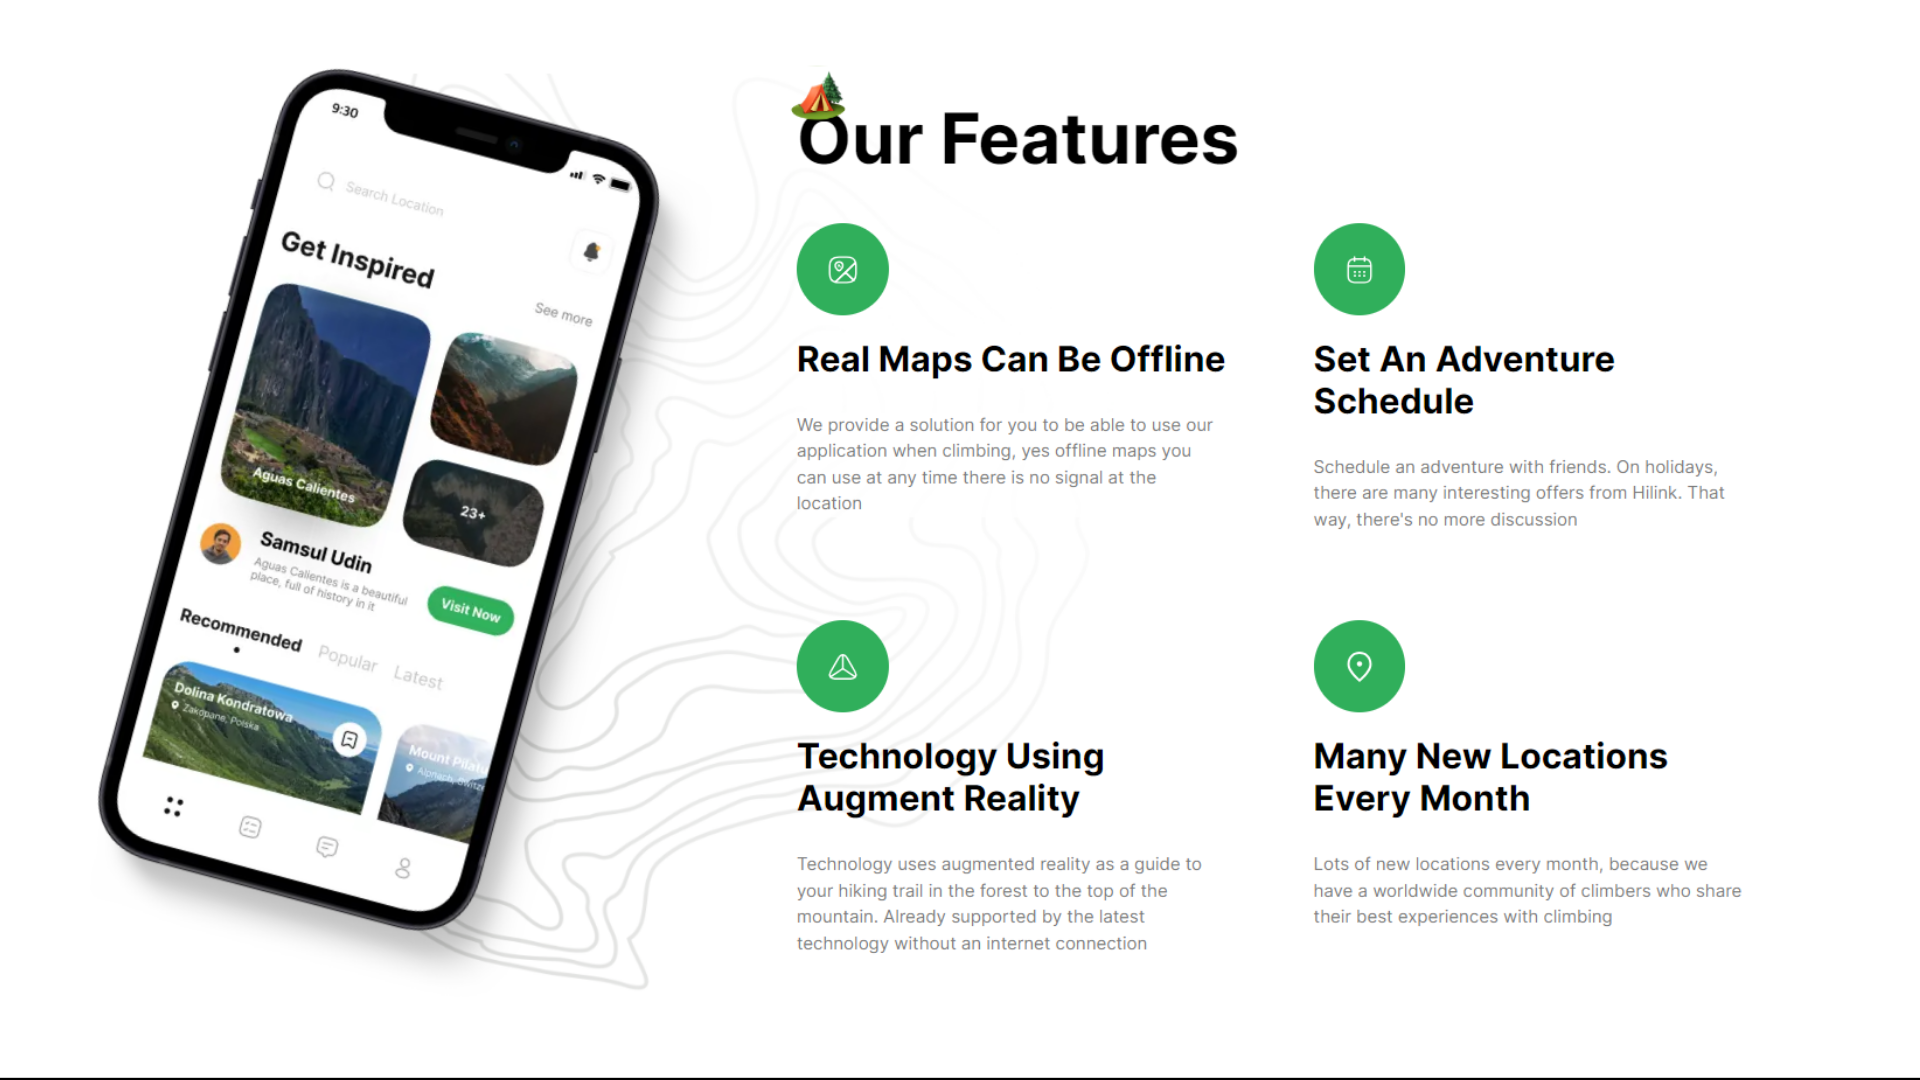 9:30
Search Location
Get Inspired
See more
Aguas Calientes
23+
Samsul Udin
Aguas Calientes is a beautiful
place, full of history in it
Visit Now
Recommended
Popular
Latest
Dolina Kondratowa
Zakopane, Polska
Mount
Alpnach,
Our Features
Real Maps Can Be Offline
We provide a solution for you to be able to use our
application when climbing, yes offline maps you
can use at any time there is no signal at the
location
Set An Adventure
Schedule
Schedule an adventure with friends. On holidays,
there are many interesting offers from Hilink. That
way, there's no more discussion
Technology Using
Augment Reality
Technology uses augmented reality as a guide to
your hiking trail in the forest to the top of the
mountain. Already supported by the latest
technology without an internet connection
Many New Locations
Every Month
Lots of new locations every month, because we
have a worldwide community of climbers who share
their best experiences with climbing